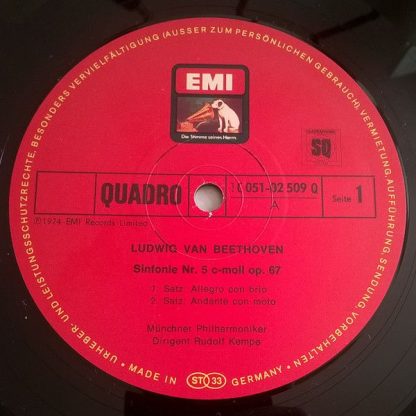 EMI
Die Stimme seines Herrn
SQ
QUADRO
1 C 051-02 509 Q
A
Seite 1
℗1974 EMI Records Limited
LUDWIG VAN BEETHOVEN
Sinfonie Nr. 5 c-moll op. 67
1. Satz: Allegro con brio
2. Satz: Andante con moto
Münchner Philharmoniker
Dirigent Rudolf Kempe
URHEBER- UND LEISTUNGSSCHUTZRECHTE, BESONDERS VERVIELFÄLTIGUNG (AUSSER ZUM PERSÖNLICHEN GEBRAUCH), VERMIETUNG, AUFFÜHRUNG, SENDUNG VORBEHALTEN
MADE IN ST 33 GERMANY